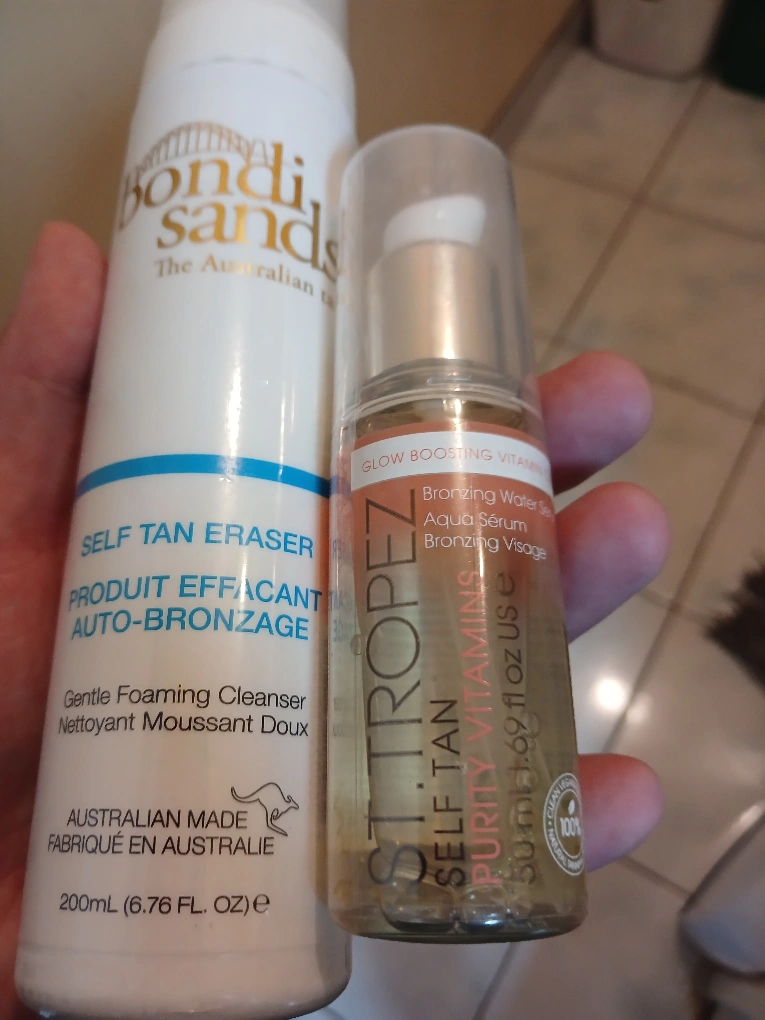 Bondi
sands
The Australian
SELF TAN ERASER
PRODUIT EFFACANT
AUTO-BRONZAGE
Gentle Foaming Cleanser
Nettoyant Moussant Doux
AUSTRALIAN MADE
FABRIQUÉ EN AUSTRALIE
200mL (6.76 FL. OZ) e
GLOW BOOSTING
Bronzing Water
Aqua Sérum
Bronzing Visage
ST.TROPEZ
SELF TAN
PURITY VITAMINS
50 ml 1.69 fl oz US e
CLEAN
100%